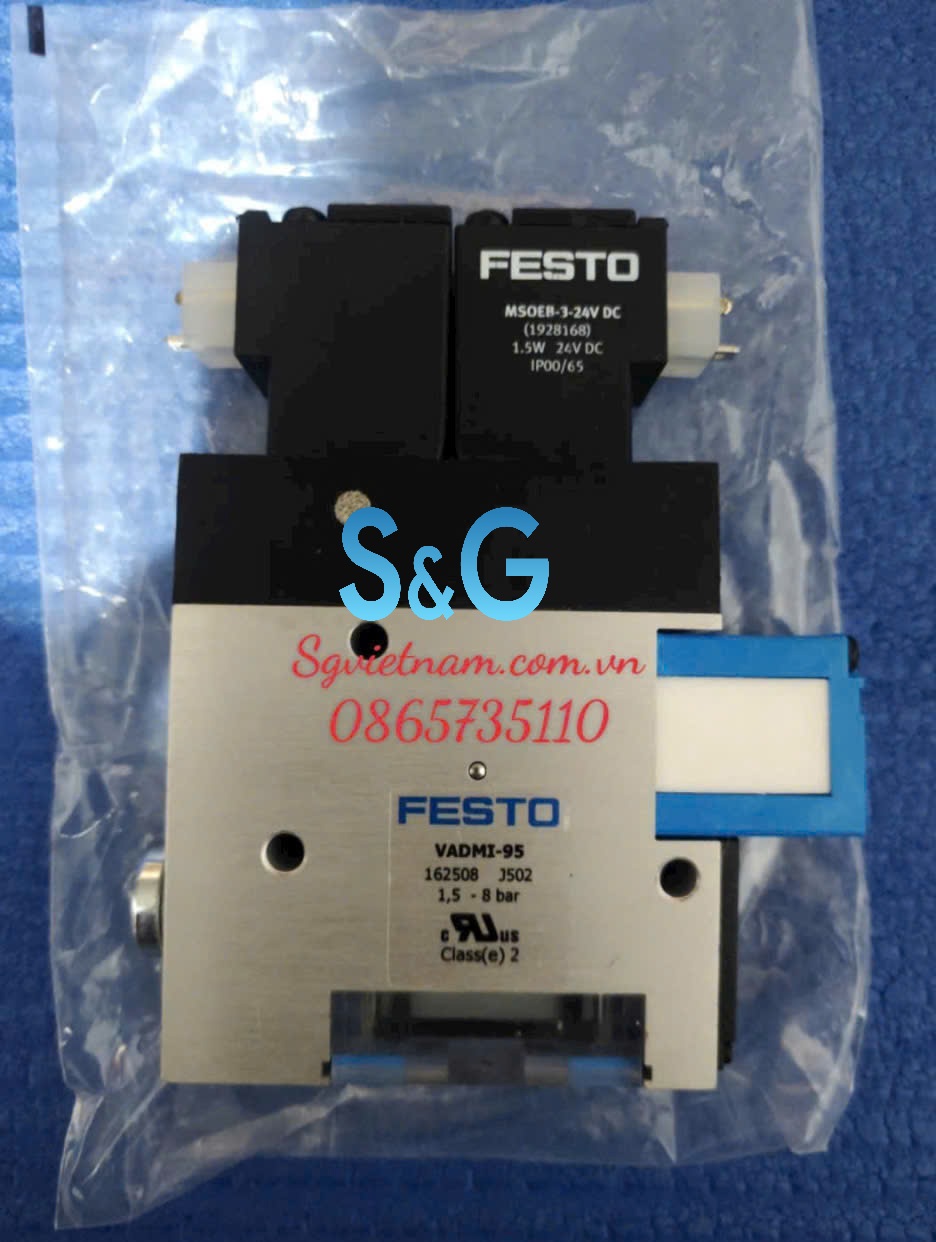 FESTO
MSOEB-3-24V DC
(1928168)
1.5W 24V DC
IP00/65
S&G
Sgvietnam.com.vn
0865735110
FESTO
VADMI-95
162508 J502
1,5 - 8 bar
c RU us
Class(e) 2